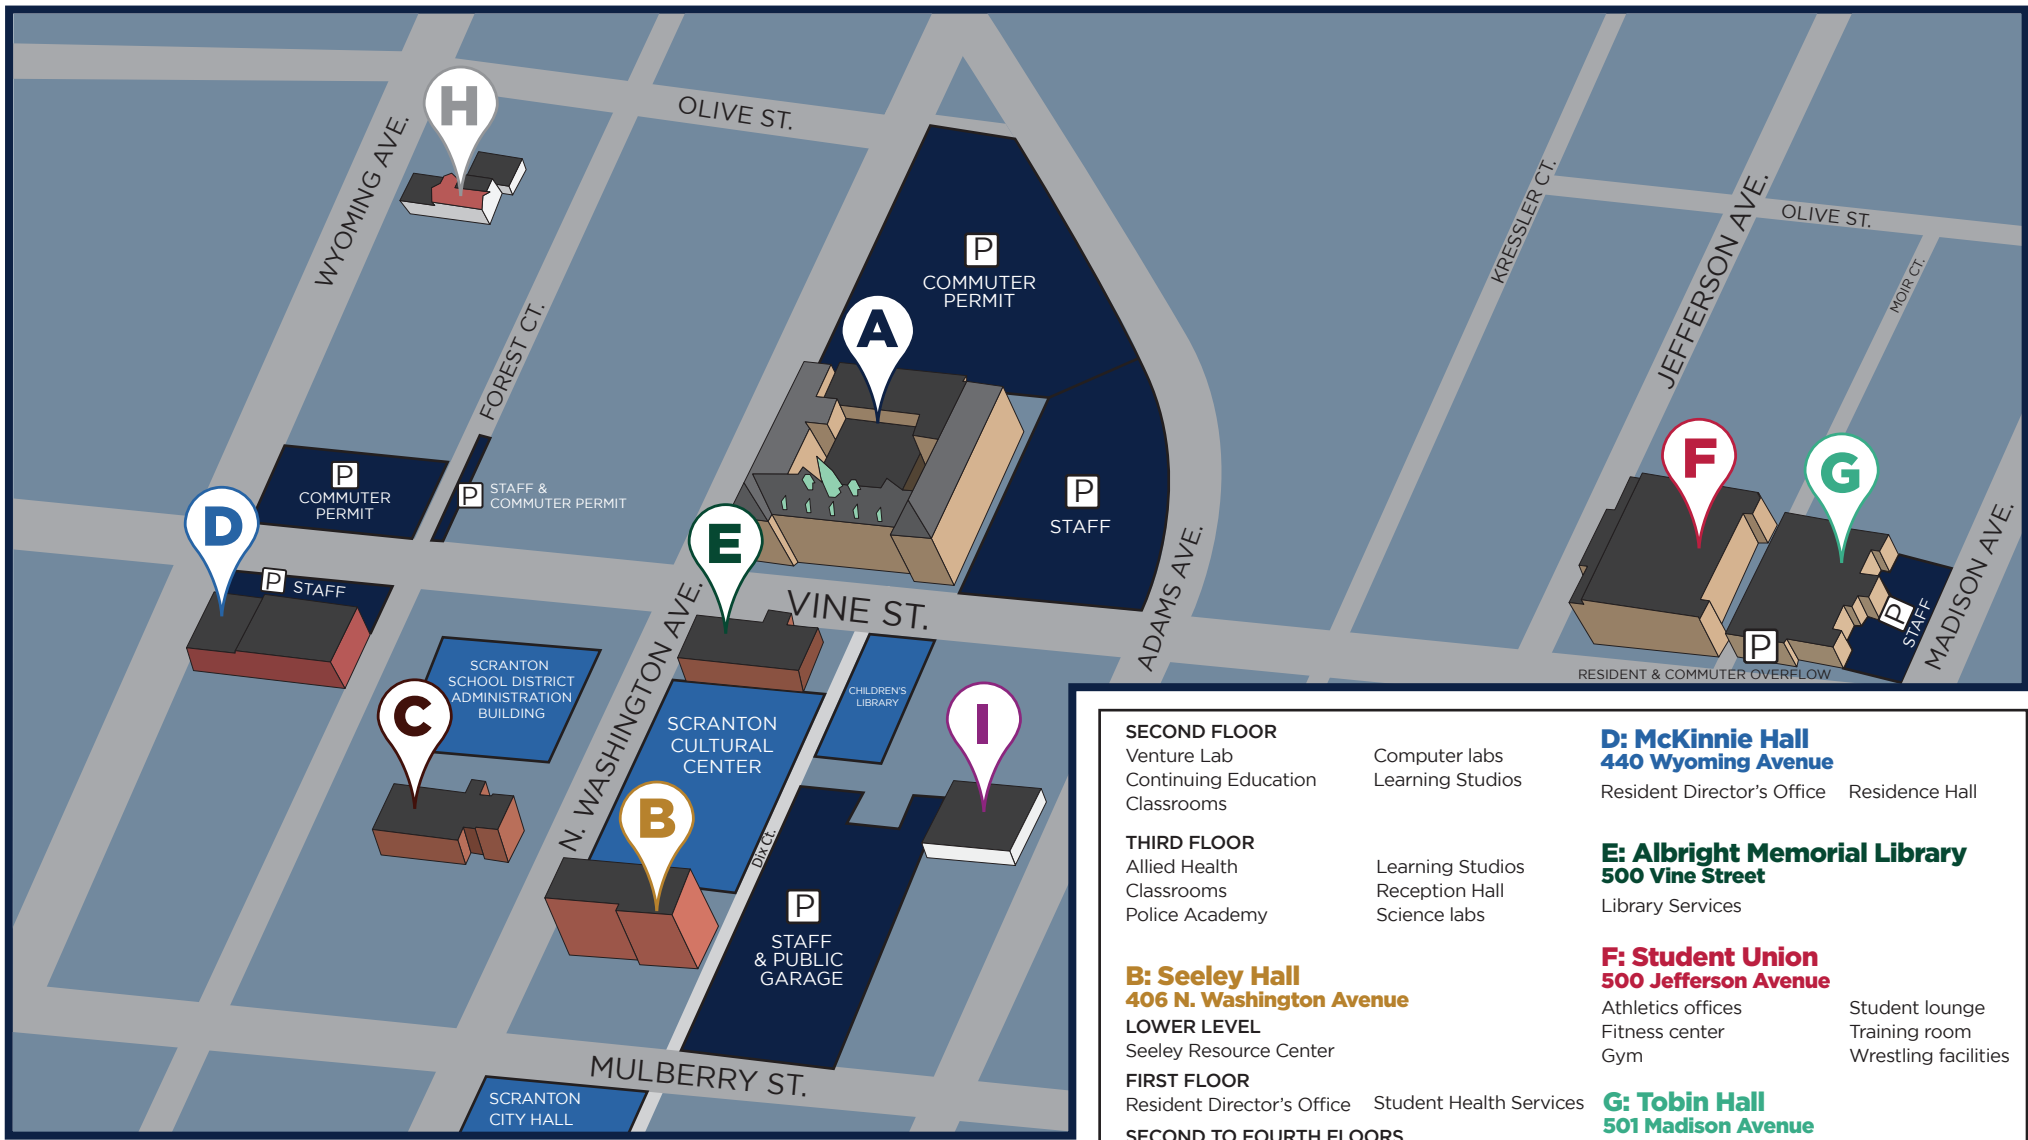 H
OLIVE ST.
WYOMING AVE.
KRESSLER CT.
JEFFERSON AVE.
OLIVE ST.
MOIR CT.
P
COMMUTER
PERMIT
A
FOREST CT.
P
COMMUTER
PERMIT
P
STAFF &
COMMUTER PERMIT
D
E
P
STAFF
F
G
P
STAFF
MADISON AVE.
P
RESIDENT & COMMUTER OVERFLOW
P
STAFF
VINE ST.
ADAMS AVE.
N. WASHINGTON AVE.
SCRANTON
SCHOOL DISTRICT
ADMINISTRATION
BUILDING
C
SCRANTON
CULTURAL
CENTER
CHILDREN'S
LIBRARY
I
B
Dix Ct.
P
STAFF
& PUBLIC
GARAGE
MULBERRY ST.
SCRANTON
CITY HALL
SECOND FLOOR
Venture Lab
Continuing Education
Classrooms
Computer labs
Learning Studios
THIRD FLOOR
Allied Health
Classrooms
Police Academy
Learning Studios
Reception Hall
Science labs
B: Seeley Hall
406 N. Washington Avenue
LOWER LEVEL
Seeley Resource Center
FIRST FLOOR
Resident Director's Office
Student Health Services
SECOND TO FOURTH FLOORS
D: McKinnie Hall
440 Wyoming Avenue
Resident Director's Office
Residence Hall
E: Albright Memorial Library
500 Vine Street
Library Services
F: Student Union
500 Jefferson Avenue
Athletics offices
Fitness center
Gym
Student lounge
Training room
Wrestling facilities
G: Tobin Hall
501 Madison Avenue